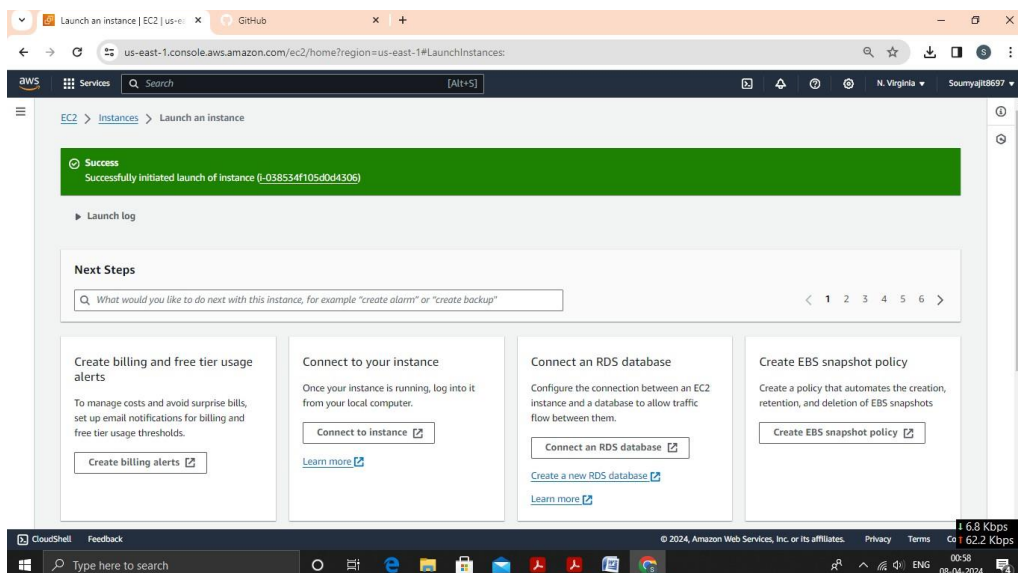 Launch an instance | EC2 | us-ea
GitHub
us-east-1.console.aws.amazon.com/ec2/home?region=us-east-1#LaunchInstances:
S
aws
Services
Search
[Alt+S]
N. Virginia
Soumyajit8697
EC2 > Instances > Launch an instance
Success
Successfully initiated launch of instance (i-038534f105d0d4306)
Launch log
Next Steps
What would you like to do next with this instance, for example "create alarm" or "create backup"
< 1 2 3 4 5 6 >
Create billing and free tier usage
alerts
To manage costs and avoid surprise bills,
set up email notifications for billing and
free tier usage thresholds.
Create billing alerts
Connect to your instance
Once your instance is running, log into it
from your local computer.
Connect to instance
Learn more
Connect an RDS database
Configure the connection between an EC2
instance and a database to allow traffic
flow between them.
Connect an RDS database
Create a new RDS database
Learn more
Create EBS snapshot policy
Create a policy that automates the creation,
retention, and deletion of EBS snapshots
Create EBS snapshot policy
CloudShell
Feedback
© 2024, Amazon Web Services, Inc. or its affiliates.
Privacy
Terms
Co
6.8 Kbps
62.2 Kbps
Type here to search
ENG
00:58
08-04-2024